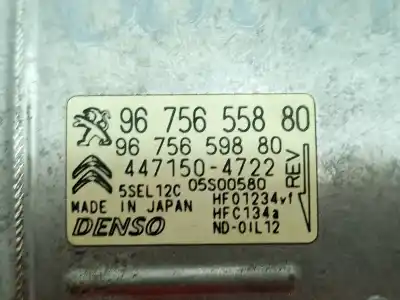 96 756 558 80
96 756 598 80
447150-4722
5SEL12C 05S00580
MADE IN JAPAN HFO1234yf
HFC134a
DENSO ND-OIL12
REV